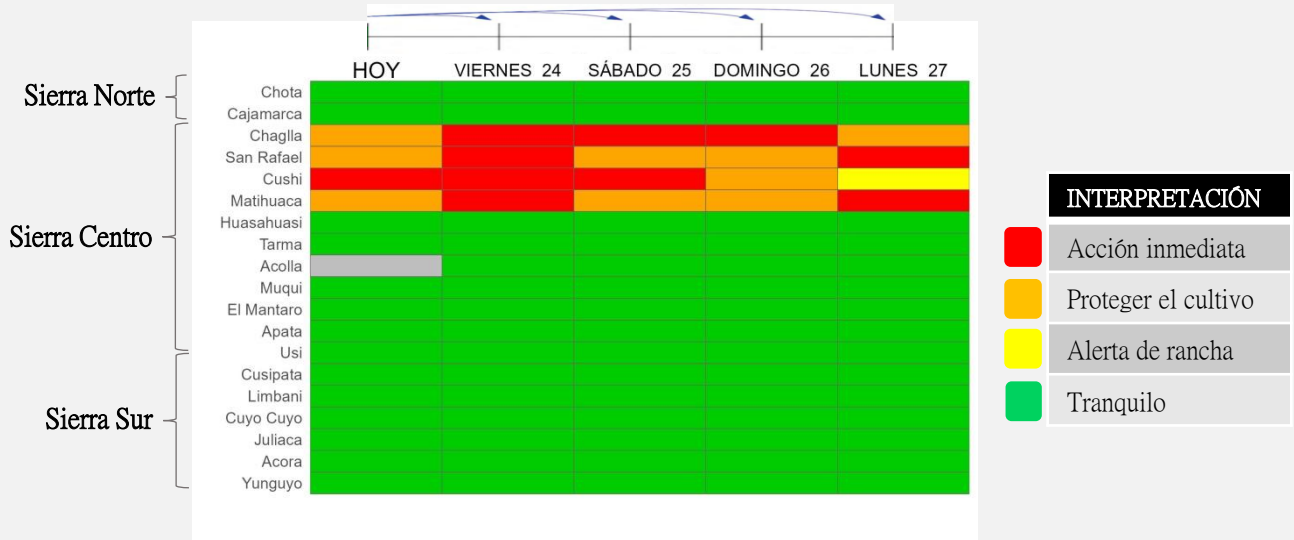 HOY VIERNES 24 SÁBADO 25 DOMINGO 26 LUNES 27
Sierra Norte
Chota
Cajamarca
Sierra Centro
Chaglla
San Rafael
Cushi
Matihuaca
Huasahuasi
Tarma
Acolla
Muqui
El Mantaro
Apata
Usi
Sierra Sur
Cusipata
Limbani
Cuyo Cuyo
Juliaca
Acora
Yunguyo
INTERPRETACIÓN
Acción inmediata
Proteger el cultivo
Alerta de rancha
Tranquilo